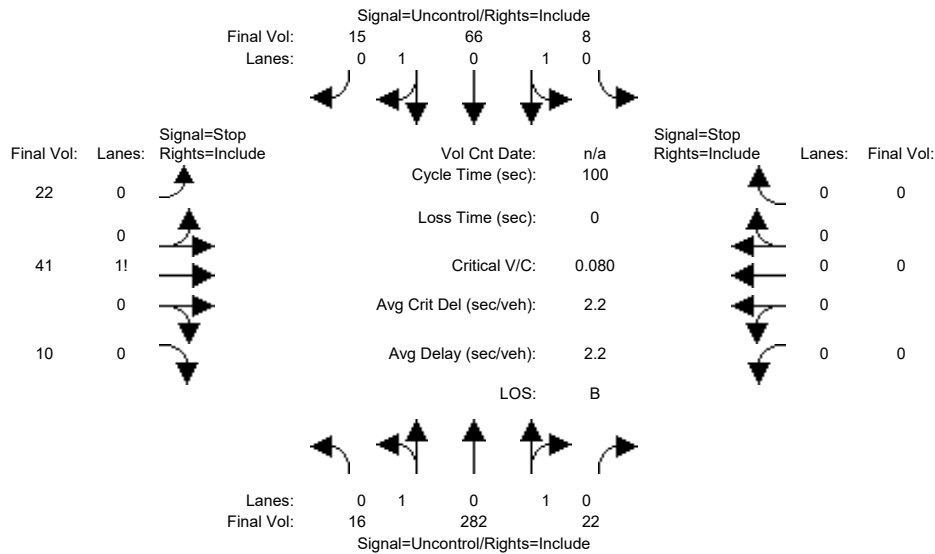 Signal=Uncontrol/Rights=Include
Final Vol: 15 66 8
Lanes: 0 1 0 1 0
Signal=Stop
Final Vol: Lanes: Rights=Include
Vol Cnt Date: n/a
Signal=Stop
Rights=Include Lanes: Final Vol:
Cycle Time (sec): 100
22 0
0 0
Loss Time (sec): 0
0
0
41 1!
Critical V/C: 0.080
0 0
0
Avg Crit Del (sec/veh): 2.2
0
10 0
Avg Delay (sec/veh): 2.2
0 0
LOS: B
Lanes: 0 1 0 1 0
Final Vol: 16 282 22
Signal=Uncontrol/Rights=Include